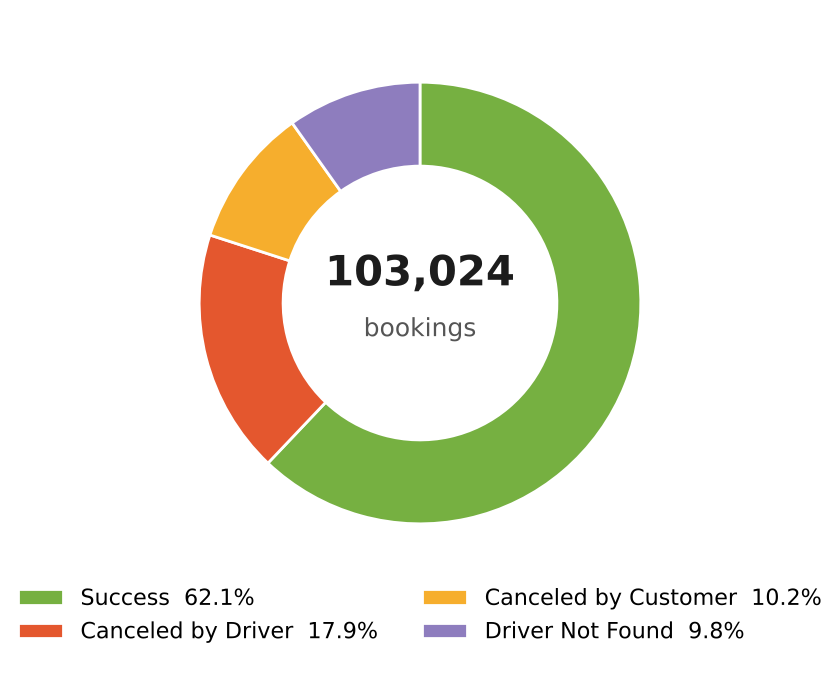 103,024
bookings
Success 62.1%
Canceled by Driver 17.9%
Canceled by Customer 10.2%
Driver Not Found 9.8%